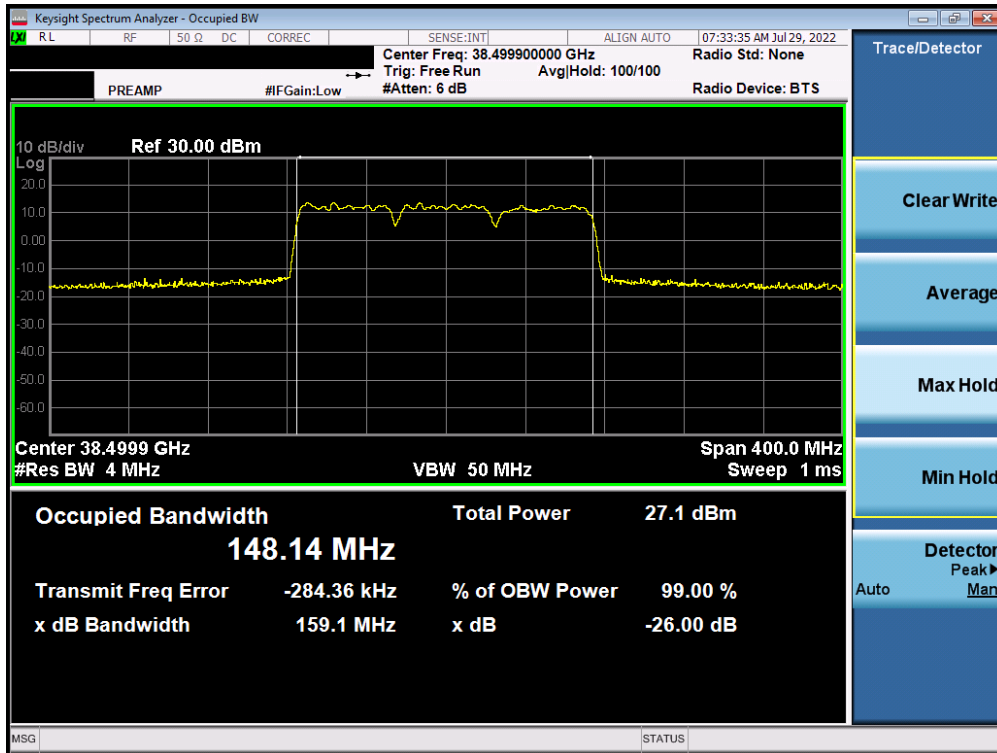 Keysight Spectrum Analyzer - Occupied BW
LXI RL RF 50 Ω DC CORREC SENSE:INT ALIGN AUTO 07:33:35 AM Jul 29, 2022
Center Freq: 38.499900000 GHz Radio Std: None
Trig: Free Run Avg|Hold: 100/100
PREAMP #IFGain:Low #Atten: 6 dB Radio Device: BTS
10 dB/div Ref 30.00 dBm
Log
20.0
10.0
0.00
-10.0
-20.0
-30.0
-40.0
-50.0
-60.0
Center 38.4999 GHz Span 400.0 MHz
#Res BW 4 MHz VBW 50 MHz Sweep 1 ms
Occupied Bandwidth Total Power 27.1 dBm
148.14 MHz
Transmit Freq Error -284.36 kHz % of OBW Power 99.00 %
x dB Bandwidth 159.1 MHz x dB -26.00 dB
MSG STATUS
Trace/Detector
Clear Write
Average
Max Hold
Min Hold
Detector
Peak▶
Auto Man